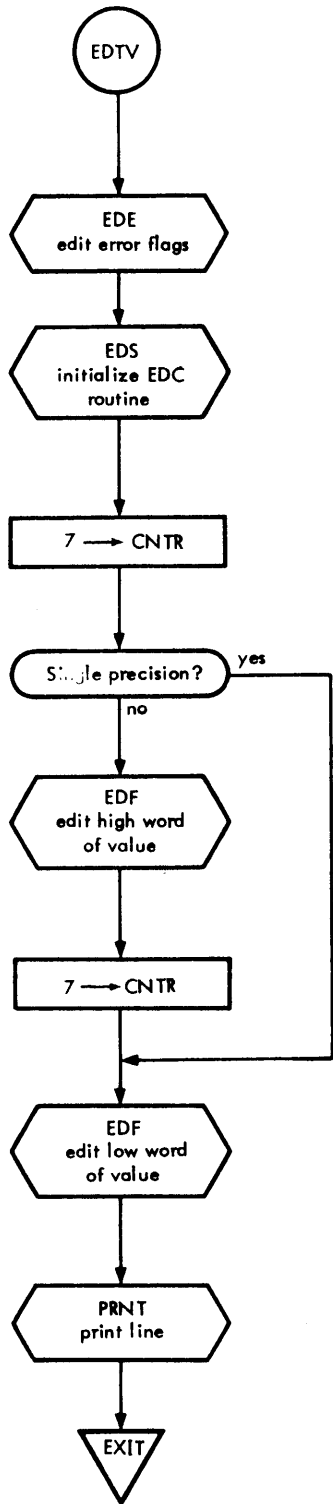 EDTV
EDE
edit error flags
EDS
initialize EDC
routine
7 → CNTR
Single precision?
yes
no
EDF
edit high word
of value
7 → CNTR
EDF
edit low word
of value
PRNT
print line
EXIT